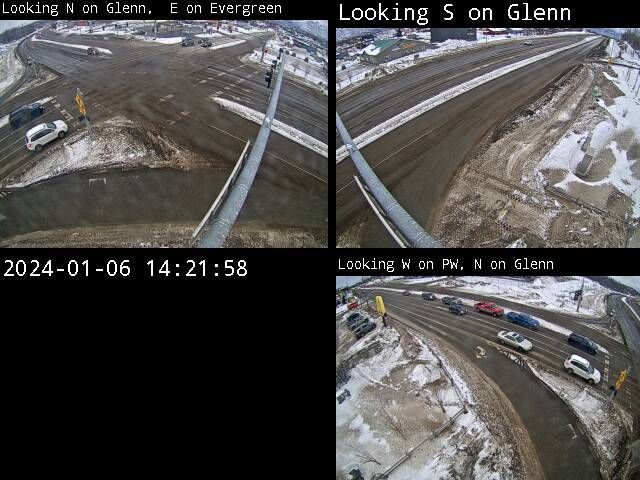 Looking N on Glenn, E on Evergreen
Looking S on Glenn
2024-01-06 14:21:58
Looking W on PW, N on Glenn